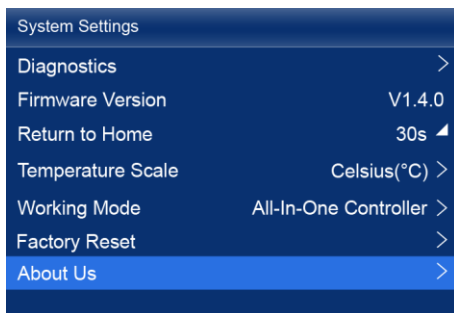 System Settings
Diagnostics >
Firmware Version V1.4.0
Return to Home 30s
Temperature Scale Celsius(°C) >
Working Mode All-In-One Controller >
Factory Reset >
About Us >